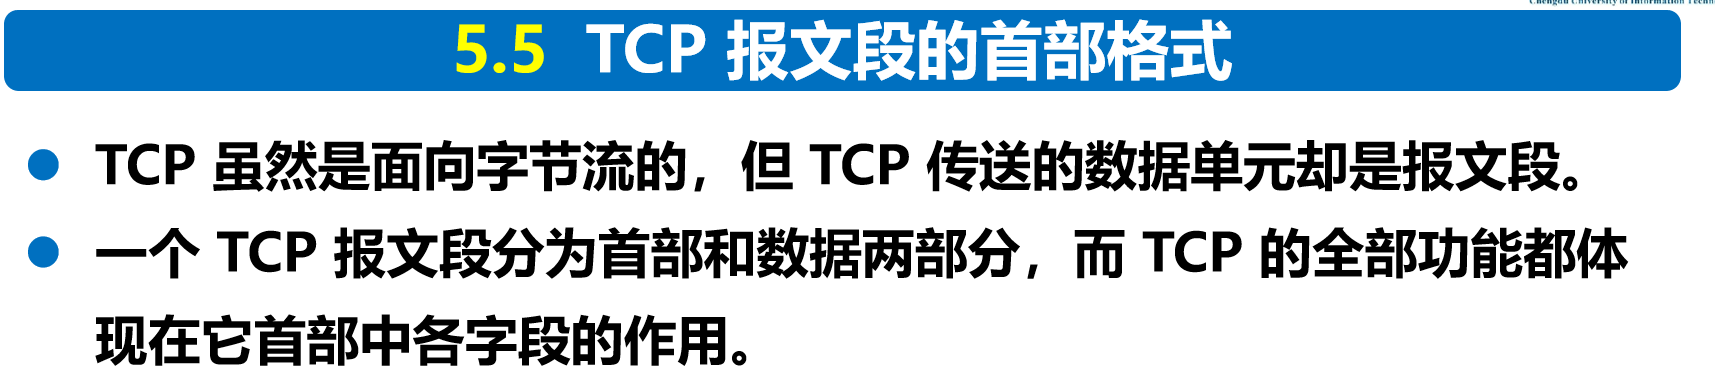 Chengdu University of Information Techn
5.5 TCP 报文段的首部格式
● TCP 虽然是面向字节流的，但 TCP 传送的数据单元却是报文段。
● 一个 TCP 报文段分为首部和数据两部分，而 TCP 的全部功能都体
现在它首部中各字段的作用。